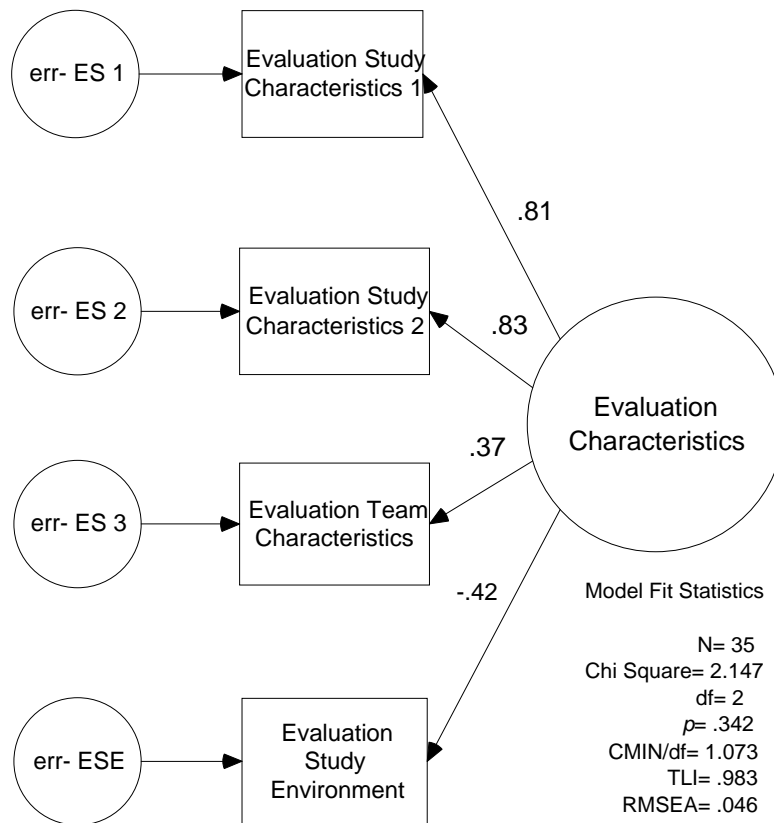 err- ES 1
Evaluation Study
Characteristics 1
.81
err- ES 2
Evaluation Study
Characteristics 2
.83
Evaluation
Characteristics
.37
err- ES 3
Evaluation Team
Characteristics
-.42
err- ESE
Evaluation
Study
Environment
Model Fit Statistics
N= 35
Chi Square= 2.147
df= 2
p= .342
CMIN/df= 1.073
TLI= .983
RMSEA= .046